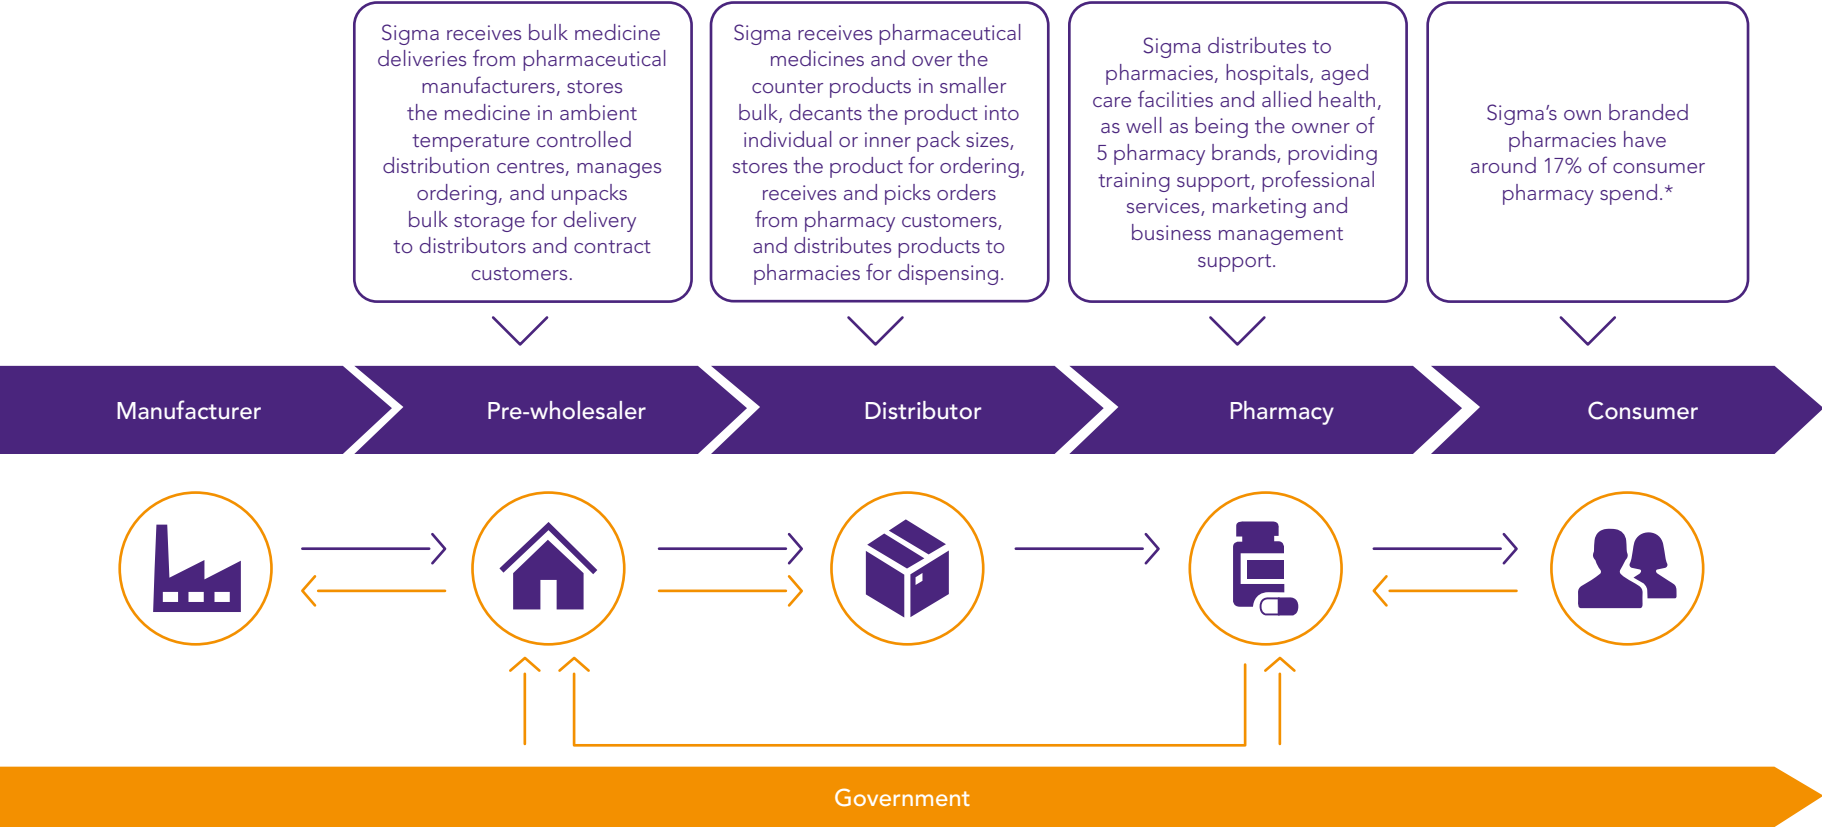 Sigma receives bulk medicine
deliveries from pharmaceutical
manufacturers, stores
the medicine in ambient
temperature controlled
distribution centres, manages
ordering, and unpacks
bulk storage for delivery
to distributors and contract
customers.
Sigma receives pharmaceutical
medicines and over the
counter products in smaller
bulk, decants the product into
individual or inner pack sizes,
stores the product for ordering,
receives and picks orders
from pharmacy customers,
and distributes products to
pharmacies for dispensing.
Sigma distributes to
pharmacies, hospitals, aged
care facilities and allied health,
as well as being the owner of
5 pharmacy brands, providing
training support, professional
services, marketing and
business management
support.
Sigma’s own branded
pharmacies have
around 17% of consumer
pharmacy spend.*
Manufacturer
Pre-wholesaler
Distributor
Pharmacy
Consumer
Government